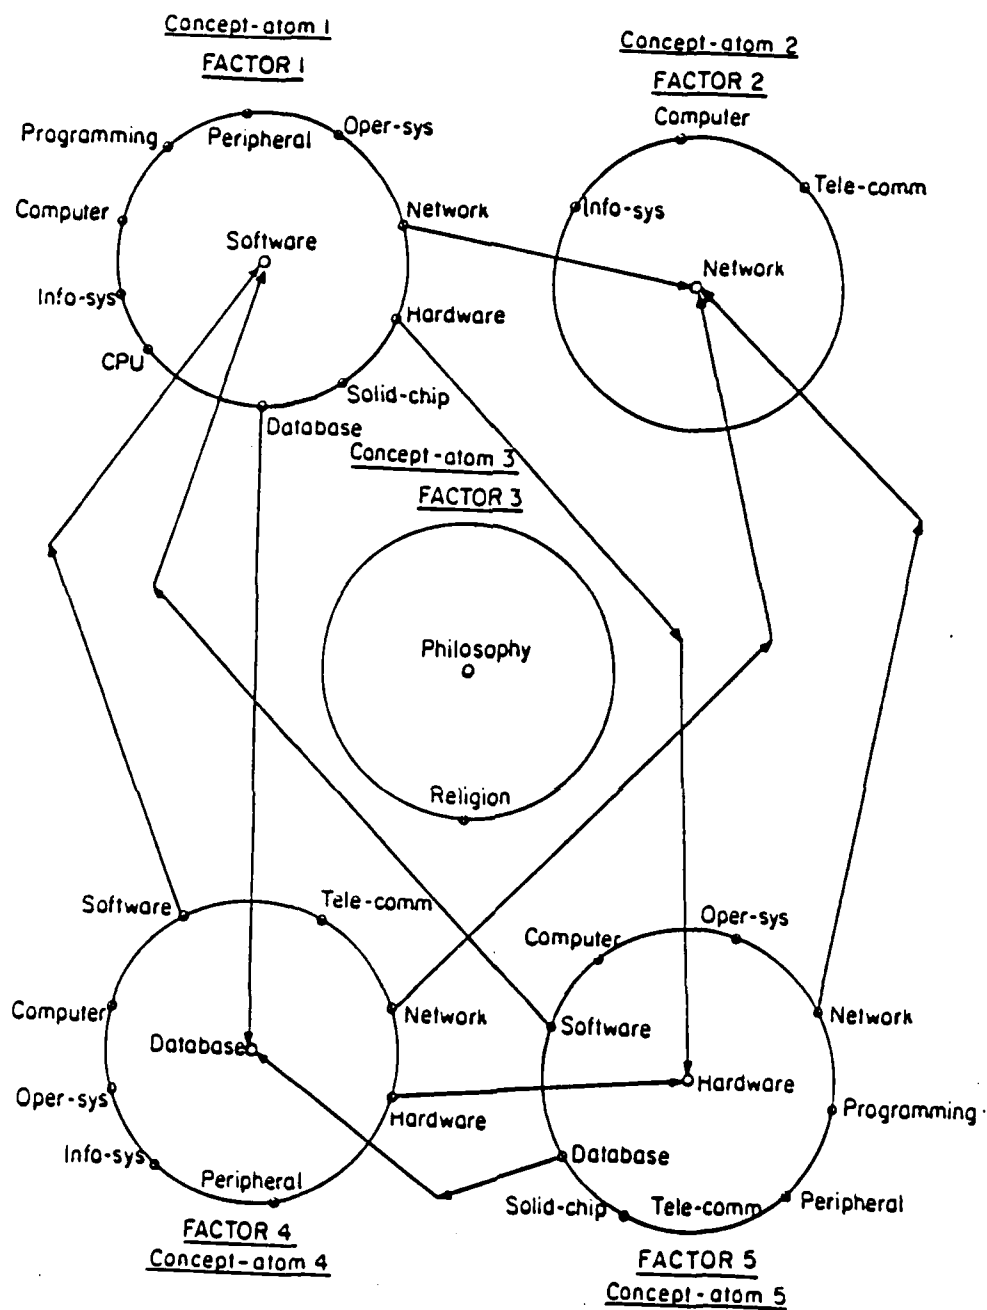 Concept-atom 1
FACTOR 1
Peripheral
Oper-sys
Programming
Network
Computer
Software
Info-sys
Hardware
CPU
Solid-chip
Database
Concept-atom 2
FACTOR 2
Computer
Tele-comm
Info-sys
Network
Concept-atom 3
FACTOR 3
Philosophy
Religion
Software
Tele-comm
Computer
Network
Database
Oper-sys
Hardware
Info-sys
Peripheral
FACTOR 4
Concept-atom 4
Oper-sys
Computer
Network
Software
Hardware
Programming
Database
Solid-chip
Tele-comm
Peripheral
FACTOR 5
Concept-atom 5